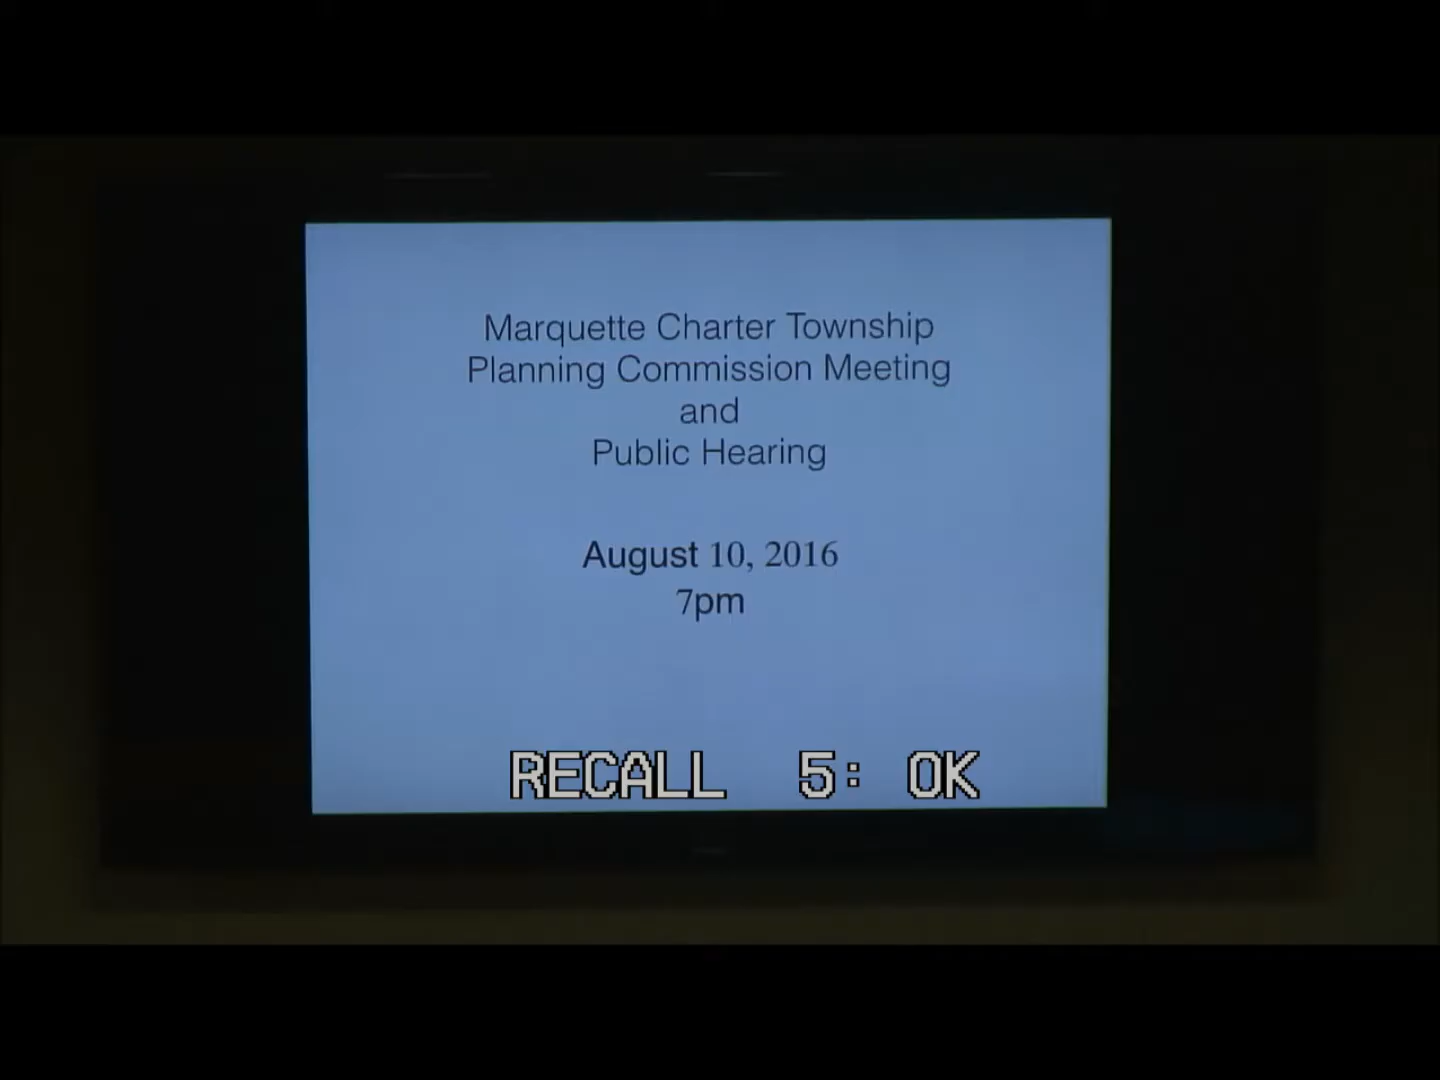 Marquette Charter Township
Planning Commission Meeting
and
Public Hearing
August 10, 2016
7pm
RECALL 5: OK